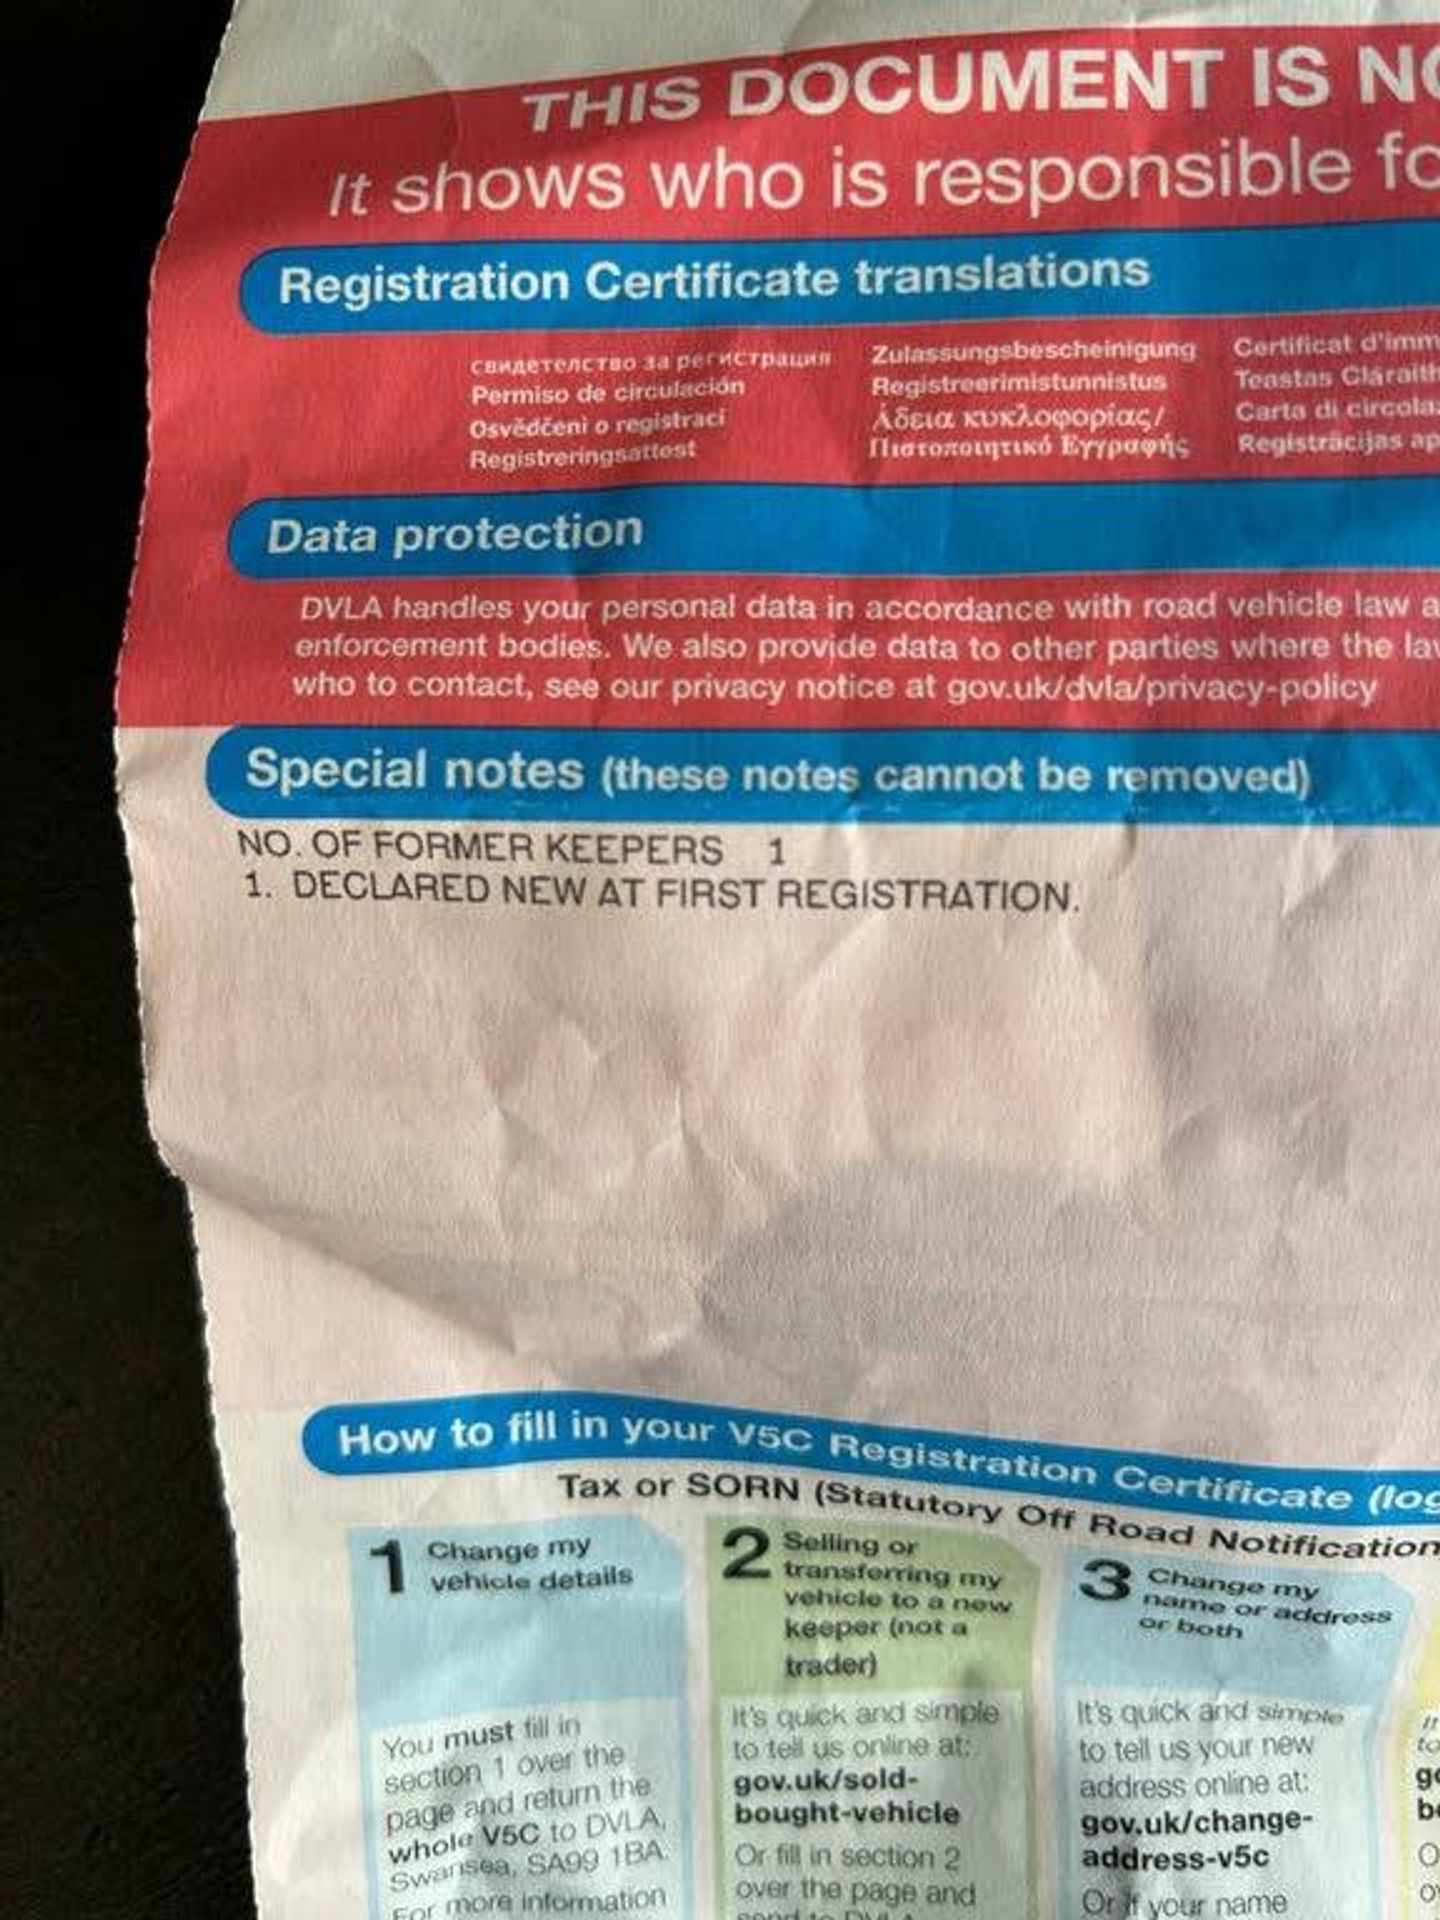 THIS DOCUMENT IS
It shows who is responsible
Registration Certificate translations
свидетелство за регистрация
Permiso de circulación
Osvědčení o registraci
Registreringsattest
Zulassungsbescheinigung
Registreerimistunnistus
Άδεια κυκλοφορίας/
Πιστοποιητικό Εγγραφής
Certificat d'imm
Teastas Cláraith
Carta di circola
Registrācijas ap
Data protection
DVLA handles your personal data in accordance with road vehicle law a
enforcement bodies. We also provide data to other parties where the
who to contact, see our privacy notice at gov.uk/dvla/privacy-policy
Special notes (these notes cannot be removed)
NO. OF FORMER KEEPERS 1
1. DECLARED NEW AT FIRST REGISTRATION.
How to fill in your V5C Registration Certificate (log
Tax or SORN (Statutory Off Road Notification
1 Change my
vehicle details
You must fill in
section 1 over the
page and return the
whole V5C to DVLA,
Swansea, SA99 1BA.
For more information
2 Selling or
transferring my
vehicle to a new
keeper (not a
trader)
It's quick and simple
to tell us online at:
gov.uk/sold-
bought-vehicle
Or fill in section 2
over the page and
send to DVLA
3 Change my
name or address
or both
It's quick and simple
to tell us your new
address online at:
gov.uk/change-
address-v5c
Or if your name